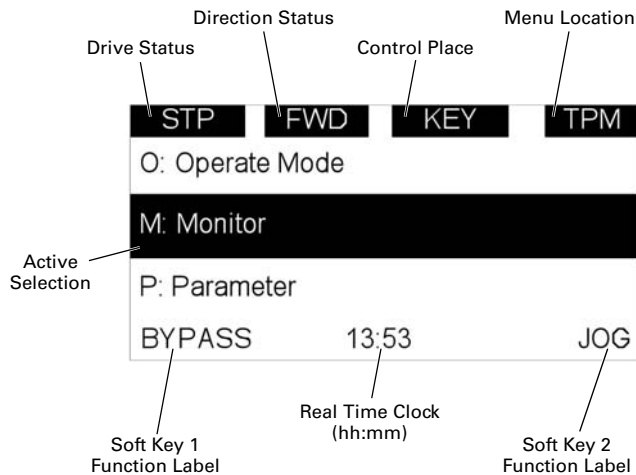 Direction Status
Menu Location
Drive Status
Control Place
STP FWD KEY TPM
O: Operate Mode
M: Monitor
Active
Selection
P: Parameter
BYPASS 13:53 JOG
Real Time Clock
(hh:mm)
Soft Key 1
Function Label
Soft Key 2
Function Label